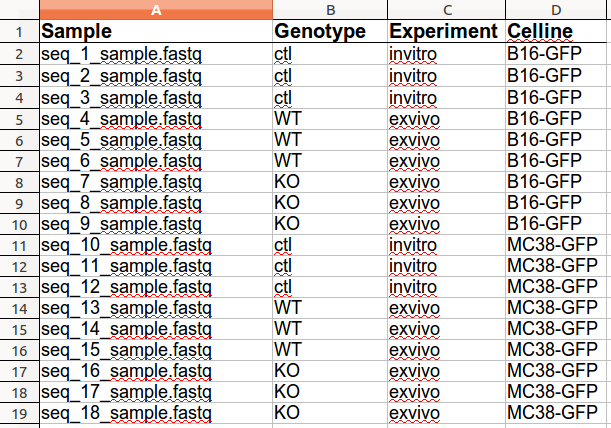 A B C D
1 Sample Genotype Experiment Celline
2 seq_1_sample.fastq ctl invitro B16-GFP
3 seq_2_sample.fastq ctl invitro B16-GFP
4 seq_3_sample.fastq ctl invitro B16-GFP
5 seq_4_sample.fastq WT exvivo B16-GFP
6 seq_5_sample.fastq WT exvivo B16-GFP
7 seq_6_sample.fastq WT exvivo B16-GFP
8 seq_7_sample.fastq KO exvivo B16-GFP
9 seq_8_sample.fastq KO exvivo B16-GFP
10 seq_9_sample.fastq KO exvivo B16-GFP
11 seq_10_sample.fastq ctl invitro MC38-GFP
12 seq_11_sample.fastq ctl invitro MC38-GFP
13 seq_12_sample.fastq ctl invitro MC38-GFP
14 seq_13_sample.fastq WT exvivo MC38-GFP
15 seq_14_sample.fastq WT exvivo MC38-GFP
16 seq_15_sample.fastq WT exvivo MC38-GFP
17 seq_16_sample.fastq KO exvivo MC38-GFP
18 seq_17_sample.fastq KO exvivo MC38-GFP
19 seq_18_sample.fastq KO exvivo MC38-GFP